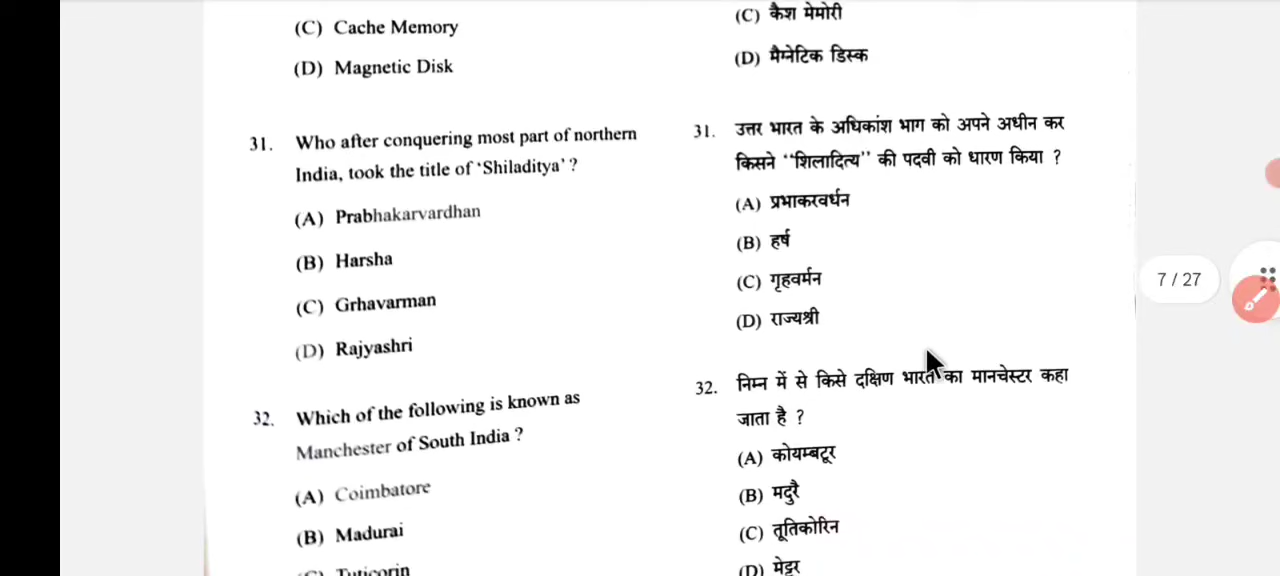 (C) Cache Memory
(D) Magnetic Disk
31. Who after conquering most part of northern
India, took the title of ‘Shiladitya’ ?
(A) Prabhakarvardhan
(B) Harsha
(C) Grhavarman
(D) Rajyashri
32. Which of the following is known as
Manchester of South India ?
(A) Coimbatore
(B) Madurai
(C) Tuticorin
(C) कैश मेमोरी
(D) मैग्नेटिक डिस्क
31. उत्तर भारत के अधिकांश भाग को अपने अधीन कर
किसने ‘‘शिलादित्य’’ की पदवी को धारण किया ?
(A) प्रभाकरवर्धन
(B) हर्ष
(C) गृहवर्मन
(D) राज्यश्री
32. निम्न में से किसे दक्षिण भारत का मानचेस्टर कहा
जाता है ?
(A) कोयम्बटूर
(B) मदुरै
(C) तूतिकोरिन
(D) मेट्टूर
7 / 27